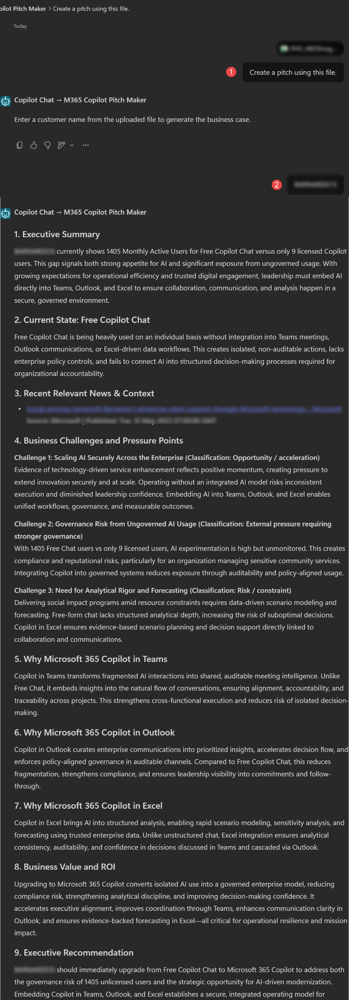 pilot Pitch Maker > Create a pitch using this file.
Today
1
Create a pitch using this file.
Copilot Chat → M365 Copilot Pitch Maker
Enter a customer name from the uploaded file to generate the business case.
2
Copilot Chat → M365 Copilot Pitch Maker
1. Executive Summary
currently shows 1405 Monthly Active Users for Free Copilot Chat versus only 9 licensed Copilot
users. This gap signals both strong appetite for AI and significant exposure from ungoverned usage. With
growing expectations for operational efficiency and trusted digital engagement, leadership must embed AI
directly into Teams, Outlook, and Excel to ensure collaboration, communication, and analysis happen in a
secure, governed environment.
2. Current State: Free Copilot Chat
Free Copilot Chat is being heavily used on an individual basis without integration into Teams meetings,
Outlook communications, or Excel-driven data workflows. This creates isolated, non-auditable actions, lacks
enterprise policy controls, and fails to connect AI into structured decision-making processes required for
organizational accountability.
3. Recent Relevant News & Context
4. Business Challenges and Pressure Points
Challenge 1: Scaling AI Securely Across the Enterprise (Classification: Opportunity / acceleration)
Evidence of technology-driven service enhancement reflects positive momentum, creating pressure to
extend innovation securely and at scale. Operating without an integrated AI model risks inconsistent
execution and diminished leadership confidence. Embedding AI into Teams, Outlook, and Excel enables
unified workflows, governance, and measurable outcomes.
Challenge 2: Governance Risk from Ungoverned AI Usage (Classification: External pressure requiring
stronger governance)
With 1405 Free Chat users vs only 9 licensed users, AI experimentation is high but unmonitored. This creates
compliance and reputational risks, particularly for an organization managing sensitive community services.
Integrating Copilot into governed systems reduces exposure through auditability and policy-aligned usage.
Challenge 3: Need for Analytical Rigor and Forecasting (Classification: Risk / constraint)
Delivering social impact programs amid resource constraints requires data-driven scenario modeling and
forecasting. Free-form chat lacks structured analytical depth, increasing the risk of suboptimal decisions.
Copilot in Excel ensures evidence-based scenario planning and decision support directly linked to
collaboration and communications.
5. Why Microsoft 365 Copilot in Teams
Copilot in Teams transforms fragmented AI interactions into shared, auditable meeting intelligence. Unlike
Free Chat, it embeds insights into the natural flow of conversations, ensuring alignment, accountability, and
traceability across projects. This strengthens cross-functional execution and reduces risk of isolated decision-
making.
6. Why Microsoft 365 Copilot in Outlook
Copilot in Outlook curates enterprise communications into prioritized insights, accelerates decision flow, and
enforces policy-aligned governance in auditable channels. Compared to Free Copilot Chat, this reduces
fragmentation, strengthens compliance, and ensures leadership visibility into commitments and follow-
through.
7. Why Microsoft 365 Copilot in Excel
Copilot in Excel brings AI into structured analysis, enabling rapid scenario modeling, sensitivity analysis, and
forecasting using trusted enterprise data. Unlike unstructured chat, Excel integration ensures analytical
consistency, auditability, and confidence in decisions discussed in Teams and cascaded via Outlook.
8. Business Value and ROI
Upgrading to Microsoft 365 Copilot converts isolated AI use into a governed enterprise model, reducing
compliance risk, strengthening analytical discipline, and improving decision-making confidence. It
accelerates executive alignment, improves coordination through Teams, enhances communication clarity in
Outlook, and ensures evidence-backed forecasting in Excel—all critical for operational resilience and mission
impact.
9. Executive Recommendation
should immediately upgrade from Free Copilot Chat to Microsoft 365 Copilot to address both
the governance risk of 1405 unlicensed users and the strategic opportunity for AI-driven modernization.
Embedding Copilot in Teams, Outlook, and Excel establishes a secure, integrated operating model for